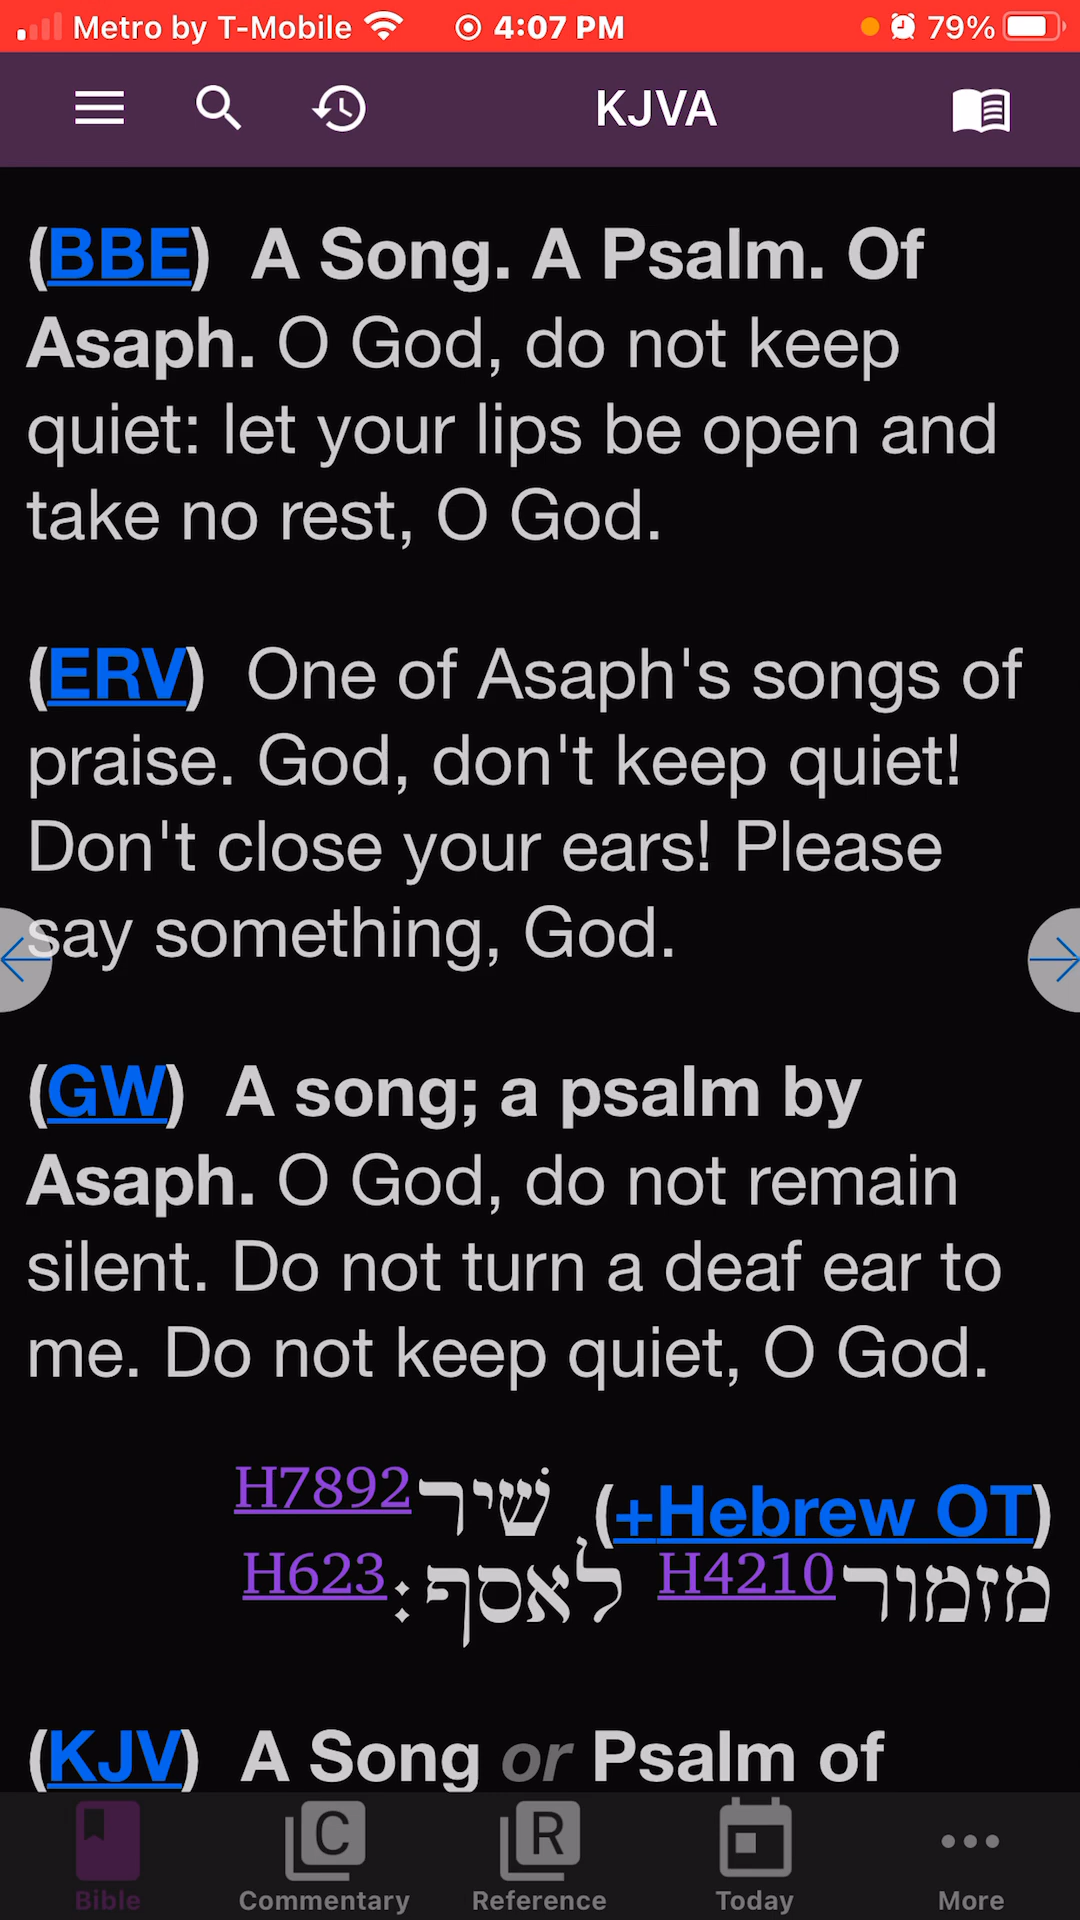 Metro by T-Mobile 4:07 PM 79%
KJVA
(BBE) A Song. A Psalm. Of
Asaph. O God, do not keep
quiet: let your lips be open and
take no rest, O God.
(ERV) One of Asaph's songs of
praise. God, don't keep quiet!
Don't close your ears! Please
say something, God.
(GW) A song; a psalm by
Asaph. O God, do not remain
silent. Do not turn a deaf ear to
me. Do not keep quiet, O God.
(+Hebrew OT) שׁיר H7892
מזמור H4210 לאסף׃ H623
(KJV) A Song or Psalm of
C R
Bible Commentary Reference Today More